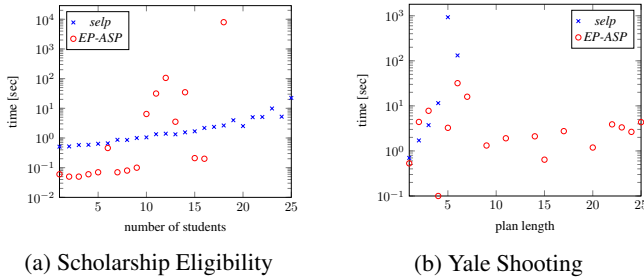 selp
EP-ASP
time [sec]
10^4
10^3
10^2
10^1
10^0
10^-1
10^-2
5 10 15 20 25
number of students
(a) Scholarship Eligibility
selp
EP-ASP
time [sec]
10^3
10^2
10^1
10^0
10^-1
5 10 15 20 25
plan length
(b) Yale Shooting